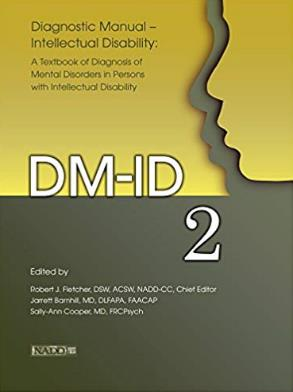 Diagnostic Manual –
Intellectual Disability:
A Textbook of Diagnosis of
Mental Disorders in Persons
with Intellectual Disability
DM-ID
2
Edited by
Robert J. Fletcher, DSW, ACSW, NADD-CC, Chief Editor
Jarrett Barnhill, MD, DLFAPA, FAACAP
Sally-Ann Cooper, MD, FRCPsych
NADD